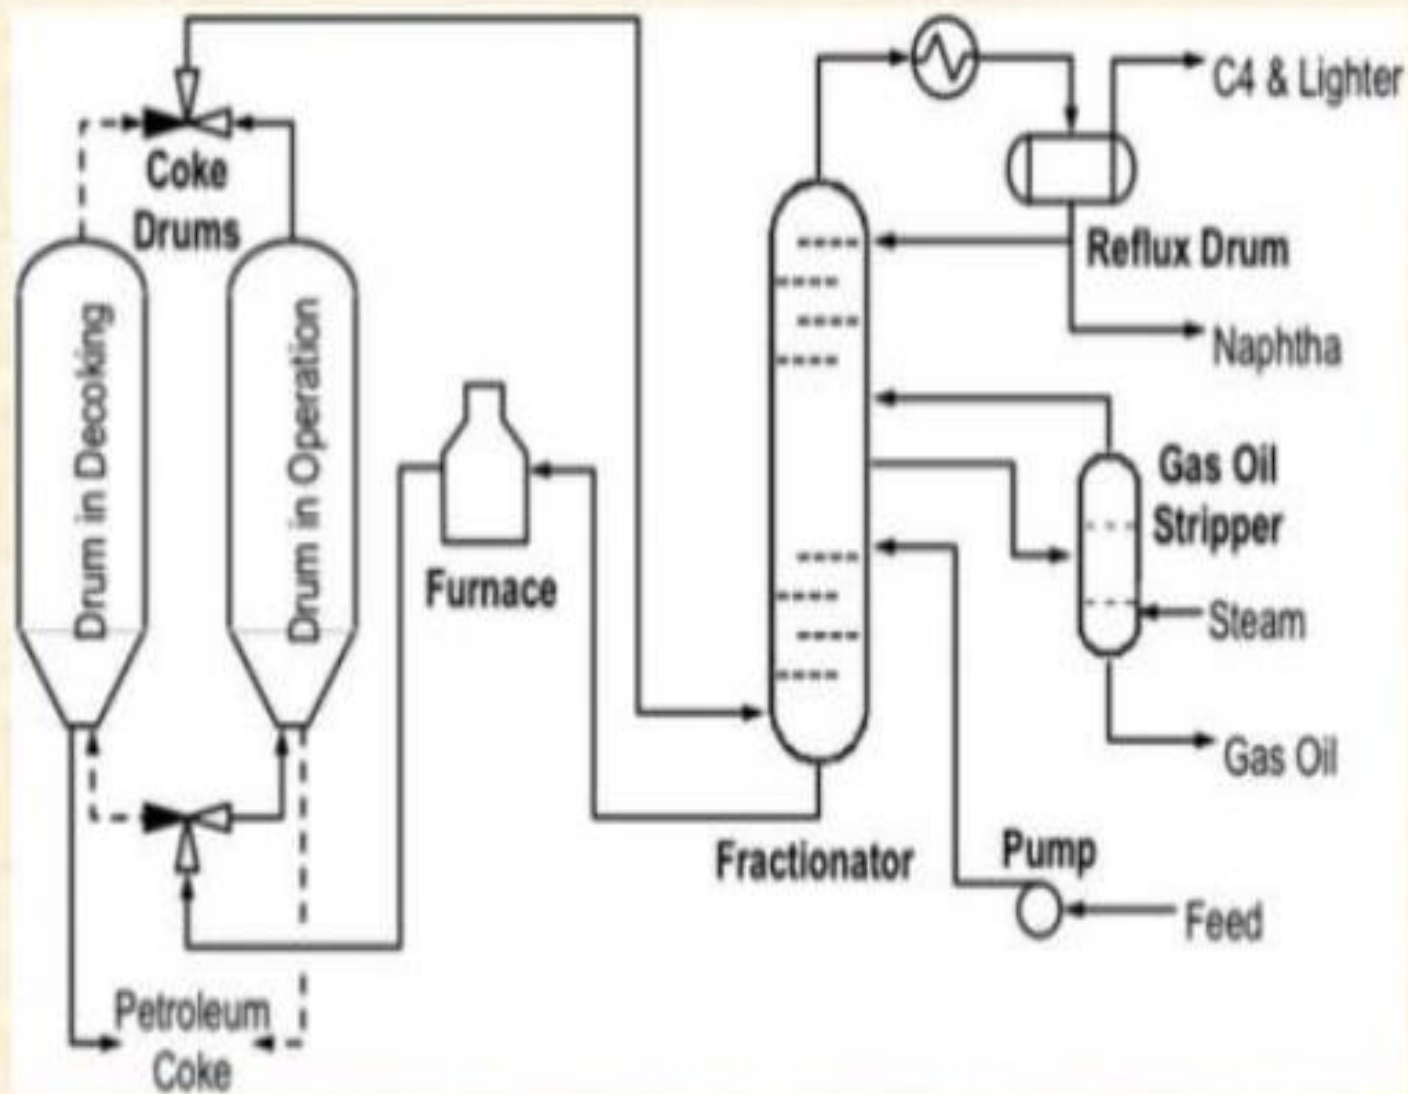 C4 & Lighter
Coke
Drums
Reflux Drum
Naphtha
Drum in Decoking
Drum in Operation
Gas Oil
Stripper
Furnace
Steam
Gas Oil
Fractionator
Pump
Feed
Petroleum
Coke